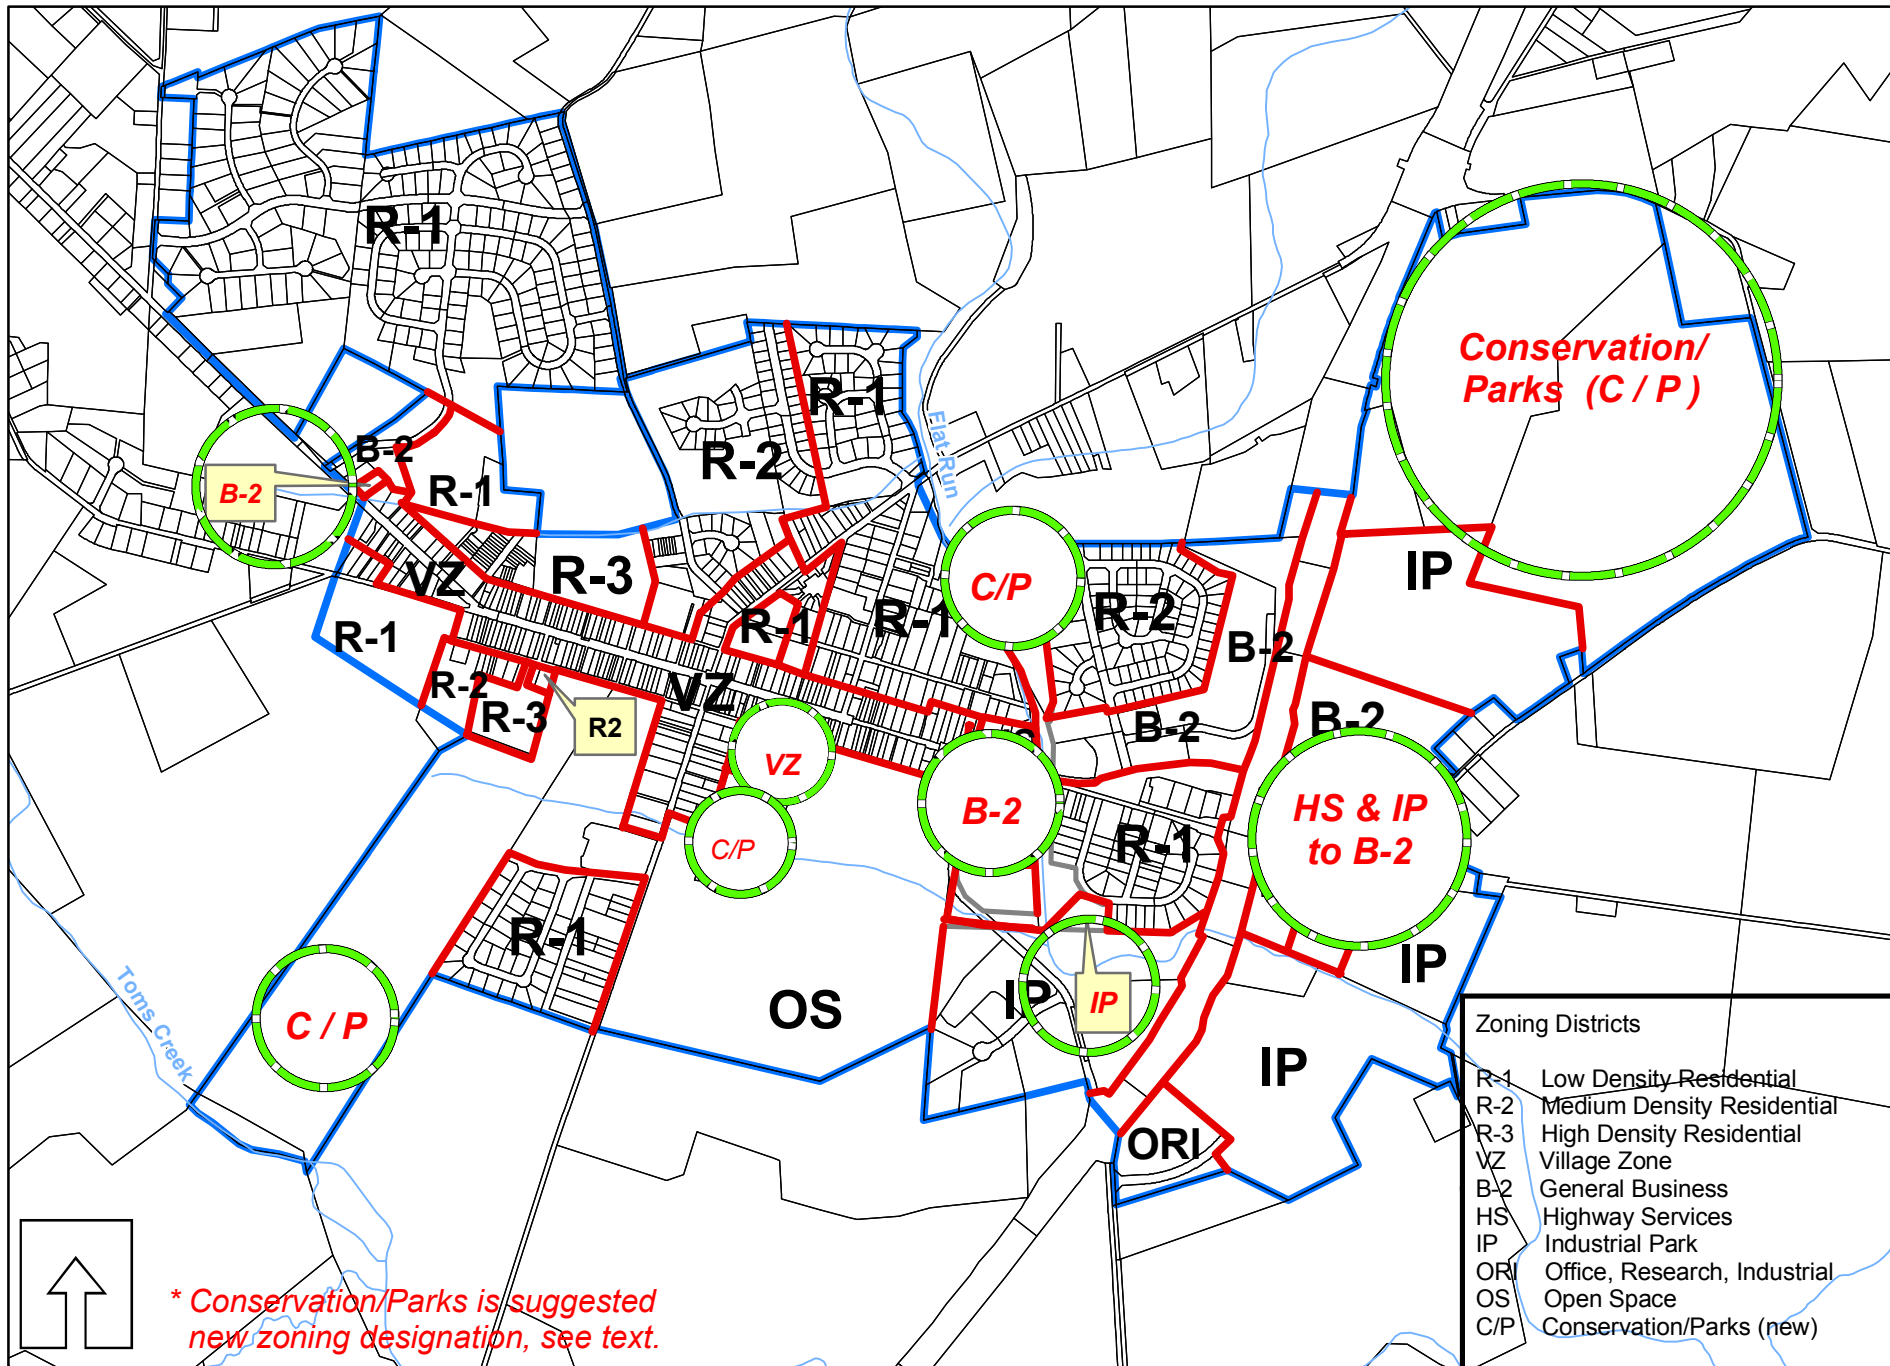 R-1
Conservation/
Parks (C / P )
R-1
B-2
R-2
Flat Run
B-2
R-1
IP
VZ
R-3
C/P
R-2
R-1
R-1
R-1
B-2
R-2
VZ
R-3
R2
B-2
B-2
VZ
B-2
HS & IP
to B-2
C/P
R-1
R-1
IP
OS
IP
IP
C / P
Toms Creek
IP
ORI
Zoning Districts
R-1 Low Density Residential
R-2 Medium Density Residential
R-3 High Density Residential
VZ Village Zone
B-2 General Business
HS Highway Services
IP Industrial Park
ORI Office, Research, Industrial
OS Open Space
C/P Conservation/Parks (new)
* Conservation/Parks is suggested
new zoning designation, see text.